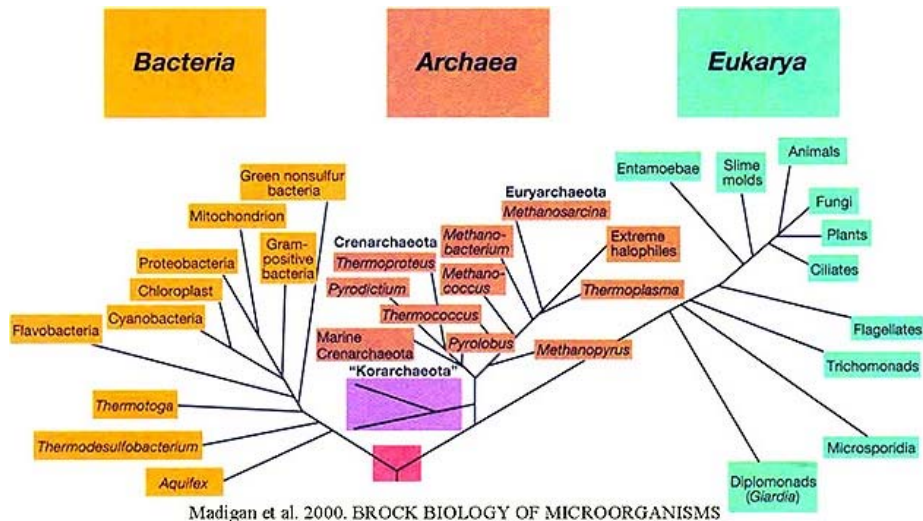 Bacteria
Archaea
Eukarya
Green nonsulfur
bacteria
Mitochondrion
Gram-
positive
bacteria
Proteobacteria
Chloroplast
Cyanobacteria
Flavobacteria
Thermotoga
Thermodesulfobacterium
Aquifex
Crenarchaeota
Thermoproteus
Pyrodictium
Thermococcus
Marine
Crenarchaeota
Pyrolobus
"Korarchaeota"
Euryarchaeota
Methanosarcina
Methano-
bacterium
Methano-
coccus
Extreme
halophiles
Thermoplasma
Methanopyrus
Entamoebae
Slime
molds
Animals
Fungi
Plants
Ciliates
Flagellates
Trichomonads
Microsporidia
Diplomonads
(Giardia)
Madigan et al. 2000. BROCK BIOLOGY OF MICROORGANISMS